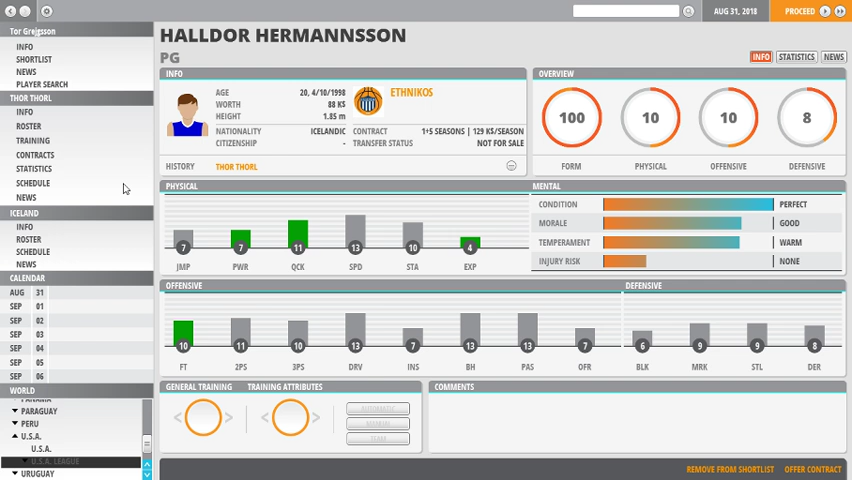 AUG 31, 2018
PROCEED
Tor Grejgsson
INFO
SHORTLIST
NEWS
PLAYER SEARCH
THOR THORL
INFO
ROSTER
TRAINING
CONTRACTS
STATISTICS
SCHEDULE
NEWS
ICELAND
INFO
ROSTER
SCHEDULE
NEWS
CALENDAR
AUG 31
SEP 01
SEP 02
SEP 03
SEP 04
SEP 05
SEP 06
WORLD
PANAMA
PARAGUAY
PERU
U.S.A.
U.S.A.
U.S.A. LEAGUE
URUGUAY
HALLDOR HERMANNSSON
PG
INFO STATISTICS NEWS
INFO
AGE 20, 4/10/1998
WORTH 88 K$
HEIGHT 1.85 m
NATIONALITY ICELANDIC
CITIZENSHIP -
ETHNIKOS
CONTRACT 1+5 SEASONS | 129 K$/SEASON
TRANSFER STATUS NOT FOR SALE
HISTORY THOR THORL
OVERVIEW
100 10 10 8
FORM PHYSICAL OFFENSIVE DEFENSIVE
PHYSICAL
7 7 11 13 10 4
JMP PWR QCK SPD STA EXP
MENTAL
CONDITION PERFECT
MORALE GOOD
TEMPERAMENT WARM
INJURY RISK NONE
OFFENSIVE
10 11 10 13 7 13 13 7
FT 2PS 3PS DRV INS BH PAS OFR
DEFENSIVE
6 9 9 8
BLK MRK STL DER
GENERAL TRAINING TRAINING ATTRIBUTES
AUTOMATIC
MANUAL
TEAM
COMMENTS
REMOVE FROM SHORTLIST OFFER CONTRACT